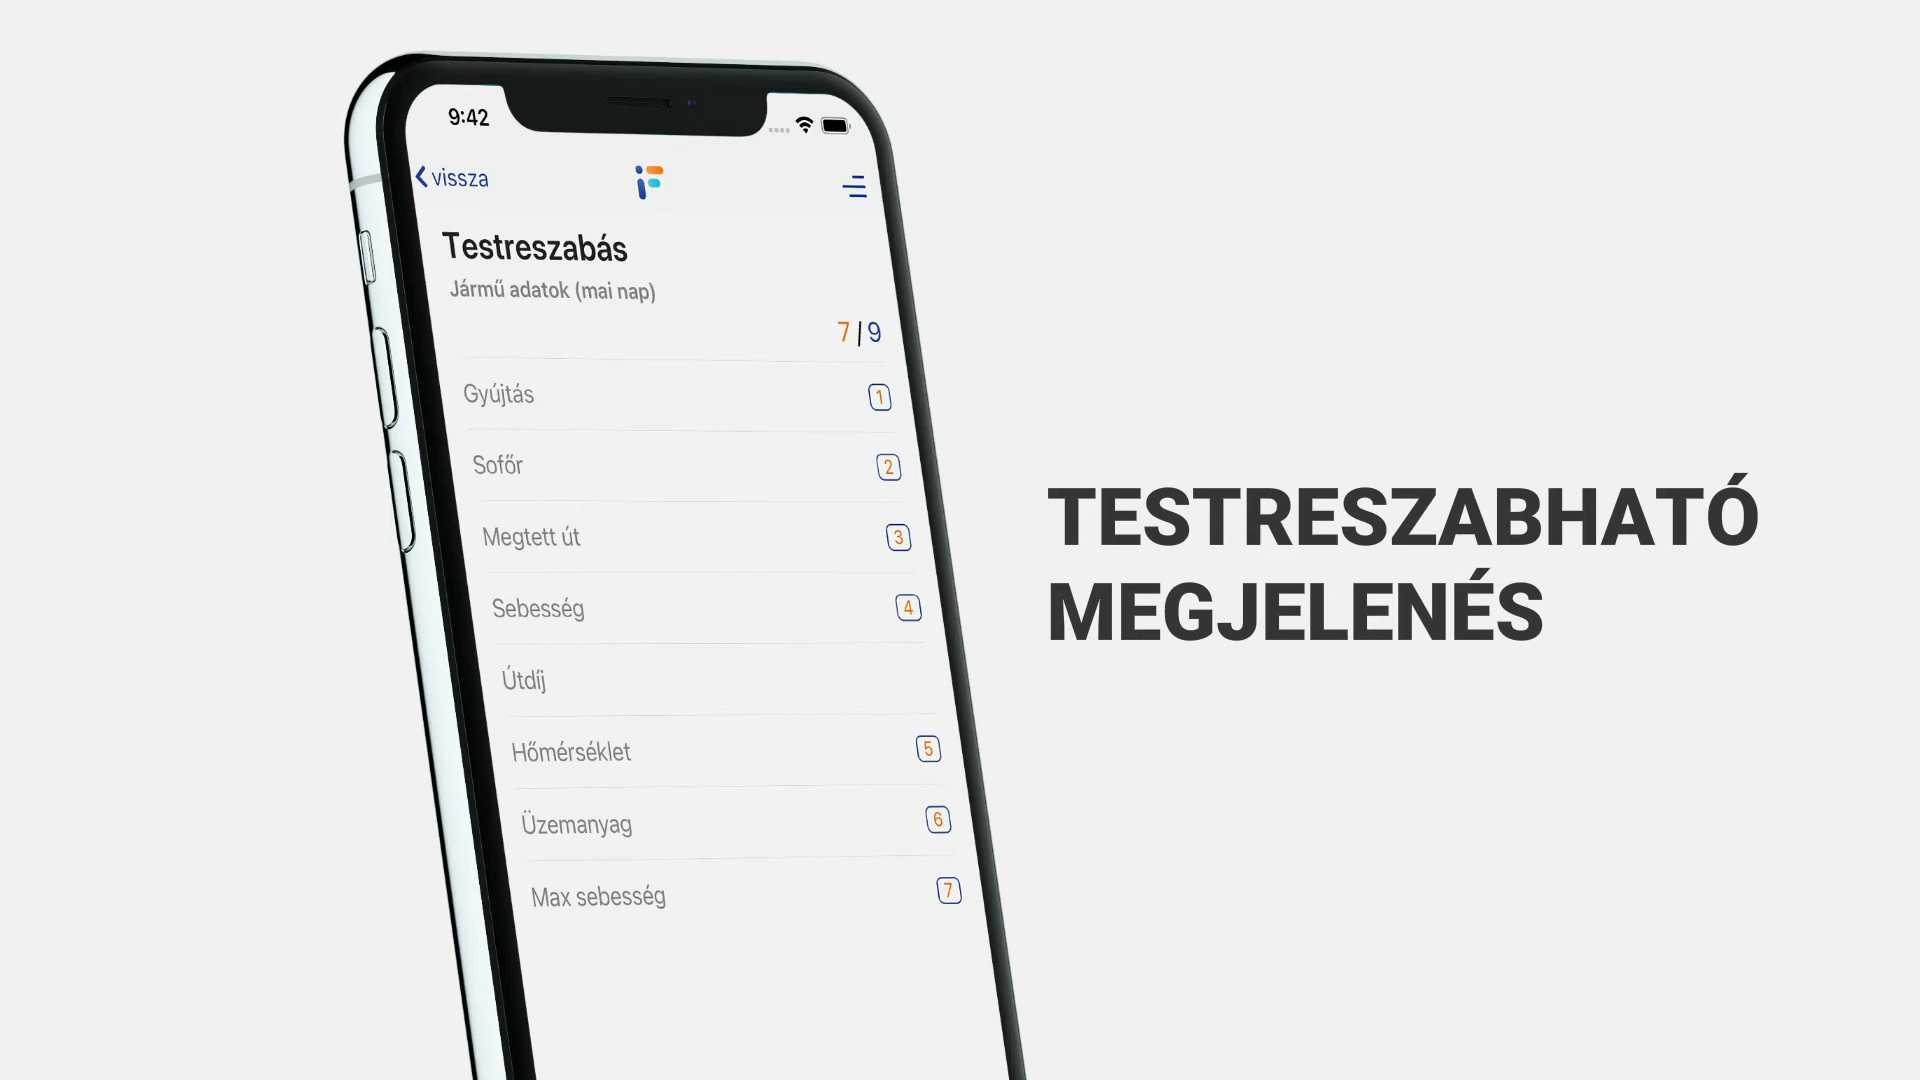 9:42
vissza
Testreszabás
Jármű adatok (mai nap)
7 | 9
Gyújtás 1
Sofőr 2
Megtett út 3
Sebesség 4
Útdíj
Hőmérséklet 5
Üzemanyag 6
Max sebesség 7
TESTRESZABHATÓ
MEGJELENÉS